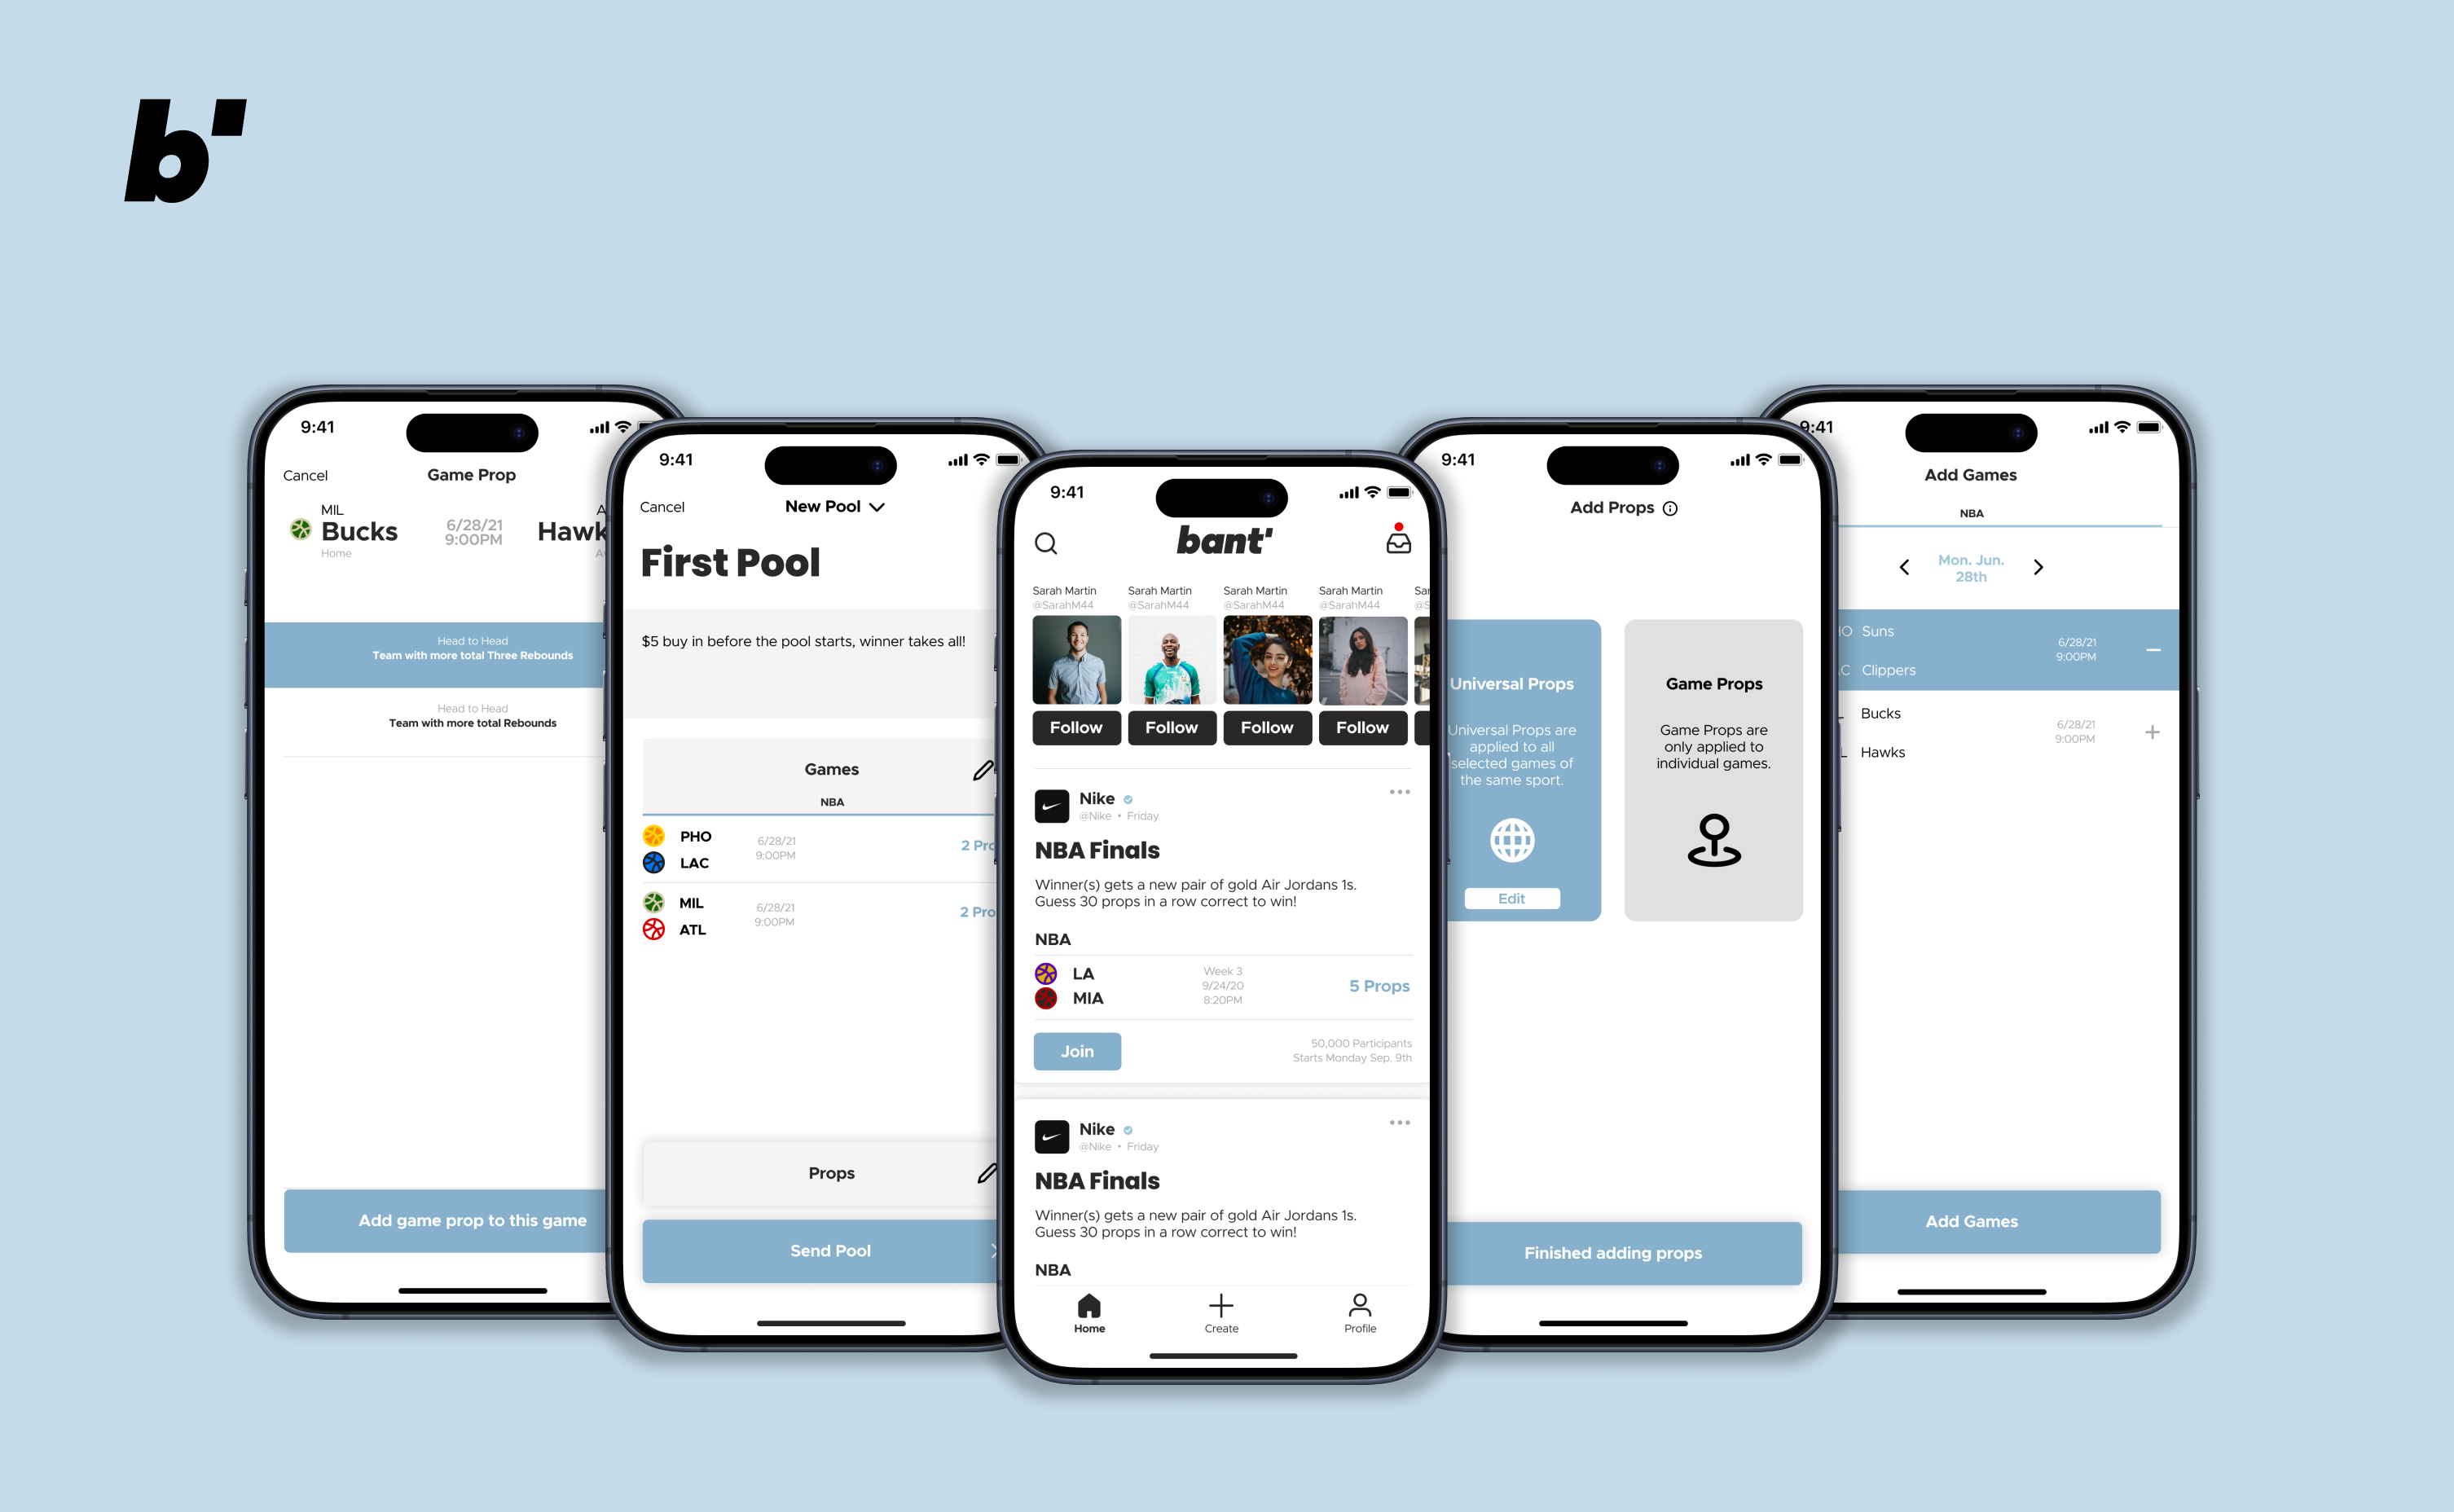 b'
9:41
Cancel
Game Prop
MIL
Bucks
Home
6/28/21
9:00PM
Head to Head
Team with more total Three Rebounds
Head to Head
Team with more total Rebounds
Add game prop to this game
9:41
Cancel
New Pool
First Pool
$5 buy in before the pool starts, winner takes all!
Games
NBA
PHO
LAC
6/28/21
9:00PM
2
MIL
ATL
6/28/21
9:00PM
2
Props
Send Pool
9:41
bant'
Sarah Martin Sarah Martin Sarah Martin Sarah Martin
@SarahM44 @SarahM44 @SarahM44 @SarahM44
Follow Follow Follow Follow
Nike
@Nike • Friday
NBA Finals
Winner(s) gets a new pair of gold Air Jordans 1s.
Guess 30 props in a row correct to win!
NBA
LA
MIA
Week 3
9/24/20
8:20PM
5 Props
Join
50,000 Participants
Starts Monday Sep. 9th
Nike
@Nike • Friday
NBA Finals
Winner(s) gets a new pair of gold Air Jordans 1s.
Guess 30 props in a row correct to win!
NBA
Home
Create
Profile
9:41
Add Props
Universal Props
Universal Props are
applied to all
selected games of
the same sport.
Edit
Game Props
Game Props are
only applied to
individual games.
Finished adding props
9:41
Add Games
NBA
Mon. Jun.
28th
Suns
Clippers
6/28/21
9:00PM
Bucks
Hawks
6/28/21
9:00PM
Add Games